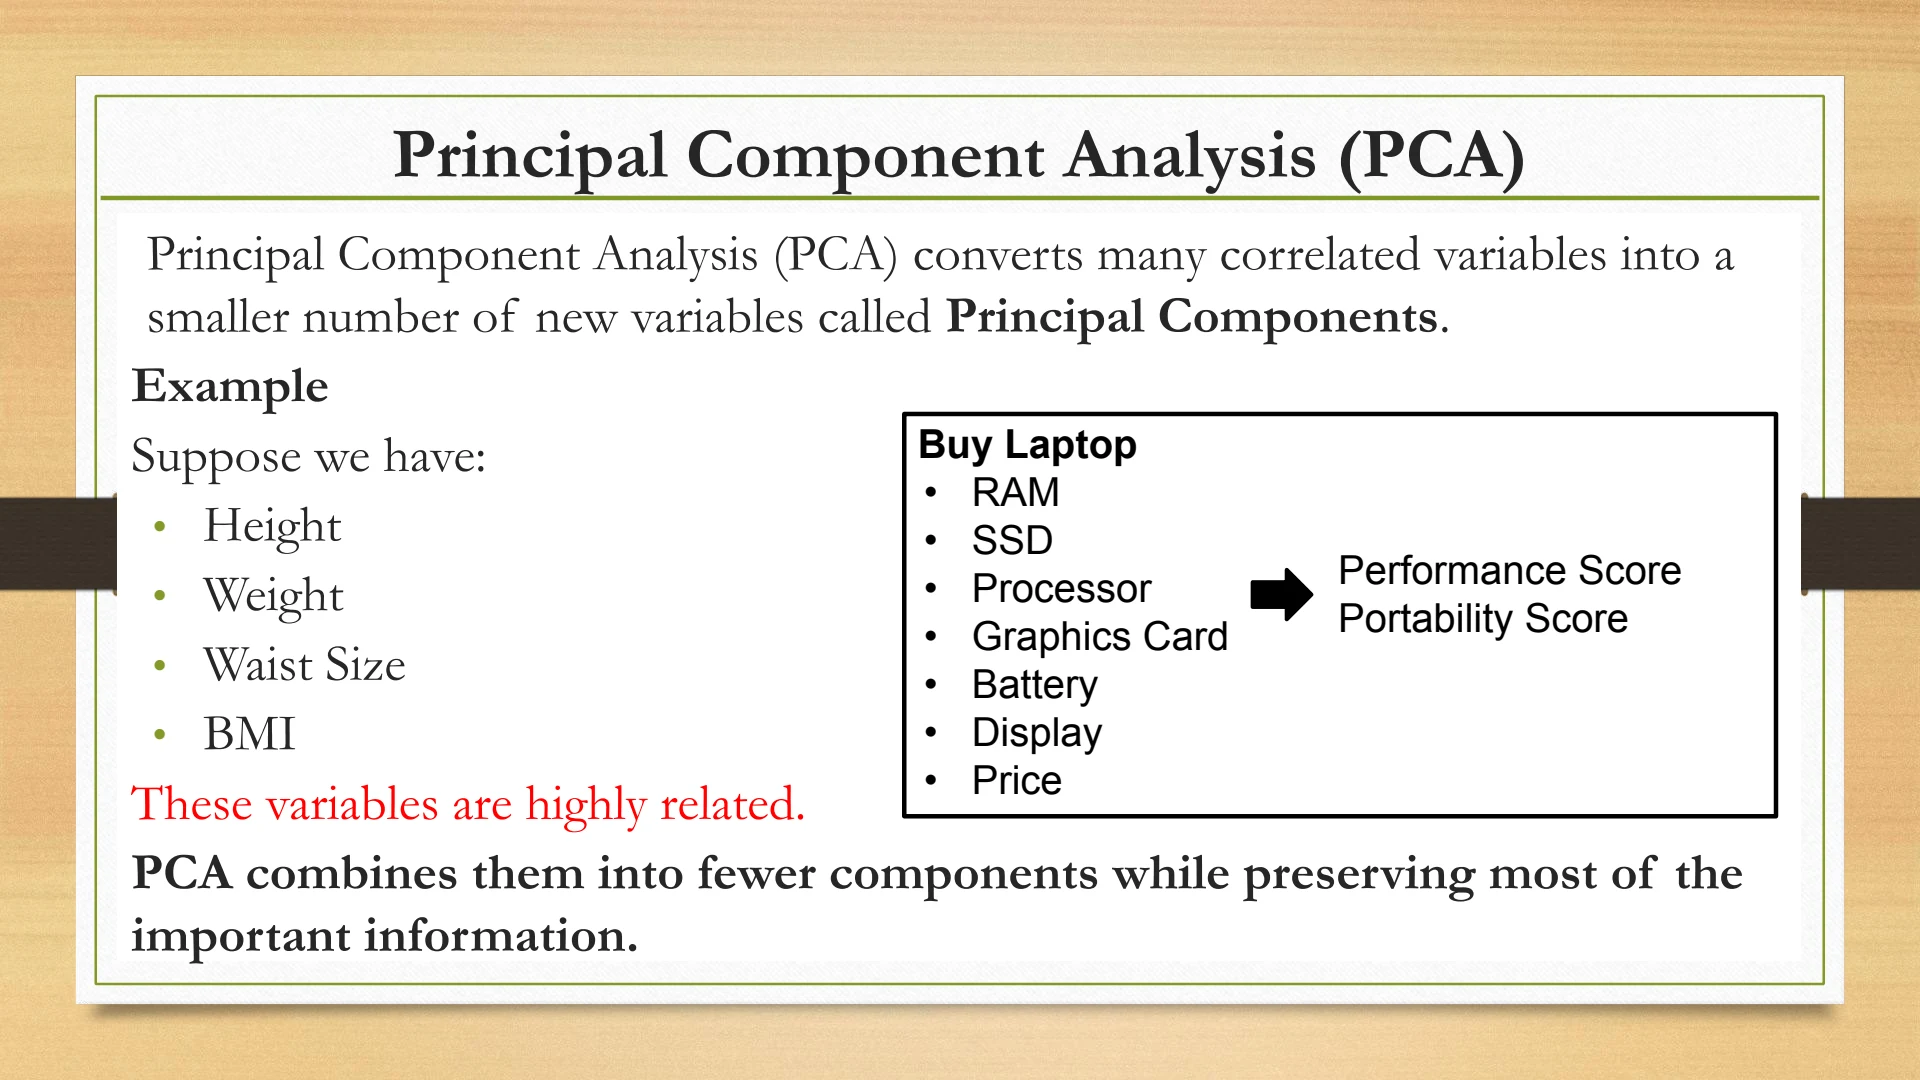 Principal Component Analysis (PCA)
Principal Component Analysis (PCA) converts many correlated variables into a
smaller number of new variables called Principal Components.
Example
Suppose we have:
• Height
• Weight
• Waist Size
• BMI
These variables are highly related.
PCA combines them into fewer components while preserving most of the
important information.
Buy Laptop
• RAM
• SSD
• Processor
• Graphics Card
• Battery
• Display
• Price
Performance Score
Portability Score